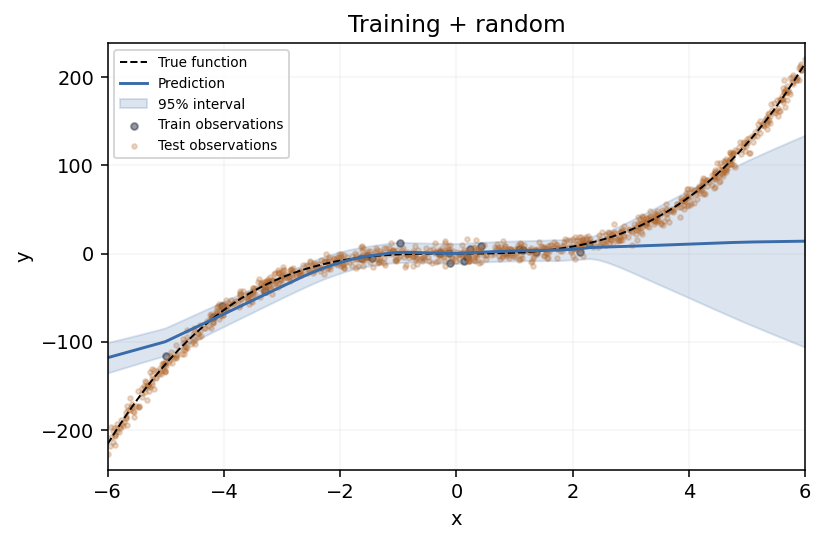 Training + random
True function
Prediction
95% interval
Train observations
Test observations
200
100
0
−100
−200
y
−6 −4 −2 0 2 4 6
x